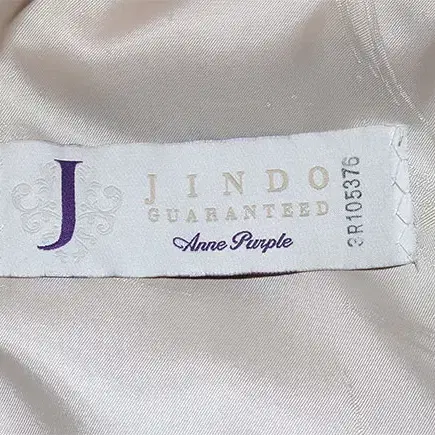 J
JINDO
GUARANTEED
Anne Purple
3R105376